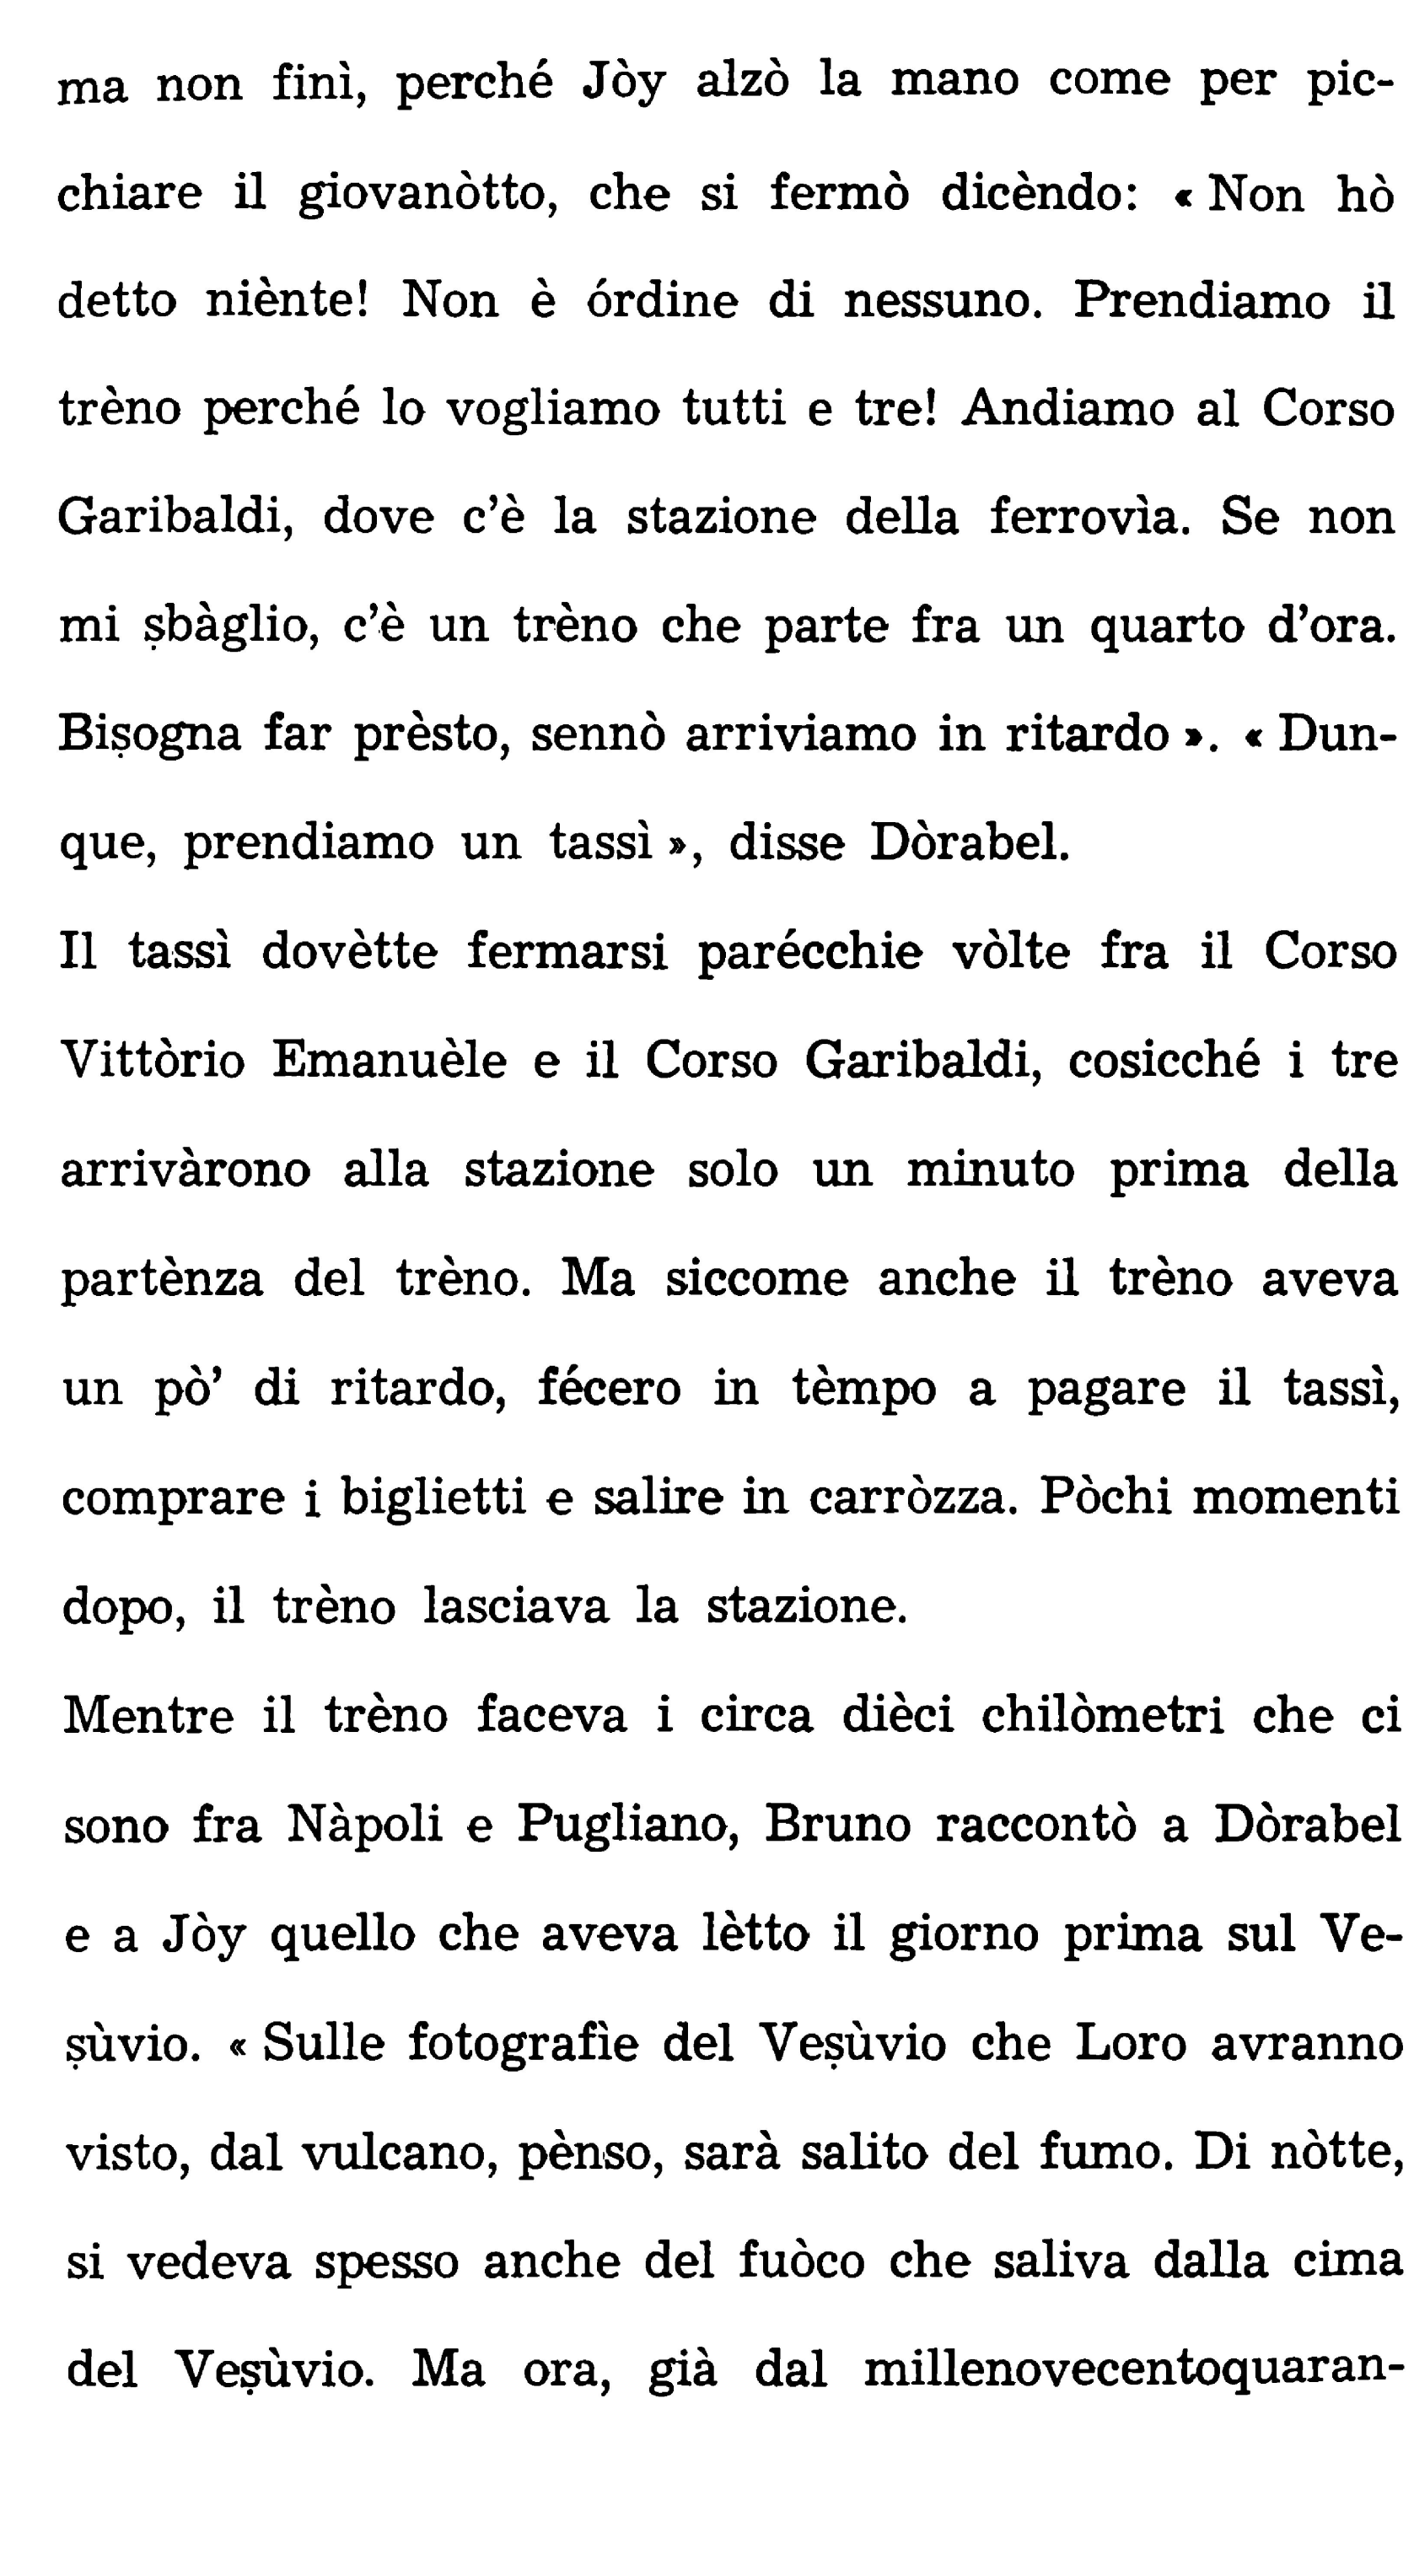 ma non finì, perché Jòy alzò la mano come per pic-
chiare il giovanòtto, che si fermò dicèndo: « Non hò
detto niènte! Non è órdine di nessuno. Prendiamo il
trèno perché lo vogliamo tutti e tre! Andiamo al Corso
Garibaldi, dove c’è la stazione della ferrovìa. Se non
mi ṣbàglio, c’è un trèno che parte fra un quarto d’ora.
Biṣogna far prèsto, sennò arriviamo in ritardo ». « Dun-
que, prendiamo un tassì », disse Dòrabel.
Il tassì dovètte fermarsi parécchie vòlte fra il Corso
Vittòrio Emanuèle e il Corso Garibaldi, cosicché i tre
arrivàrono alla stazione solo un minuto prima della
partènza del trèno. Ma siccome anche il trèno aveva
un pò’ di ritardo, fécero in tèmpo a pagare il tassì,
comprare i biglietti e salire in carròzza. Pòchi momenti
dopo, il trèno lasciava la stazione.
Mentre il trèno faceva i circa dièci chilòmetri che ci
sono fra Nàpoli e Pugliano, Bruno raccontò a Dòrabel
e a Jòy quello che aveva lètto il giorno prima sul Ve-
ṣùvio. « Sulle fotografìe del Veṣùvio che Loro avranno
visto, dal vulcano, pènso, sarà salito del fumo. Di nòtte,
si vedeva spesso anche del fuòco che saliva dalla cima
del Veṣùvio. Ma ora, già dal millenovecentoquaran-